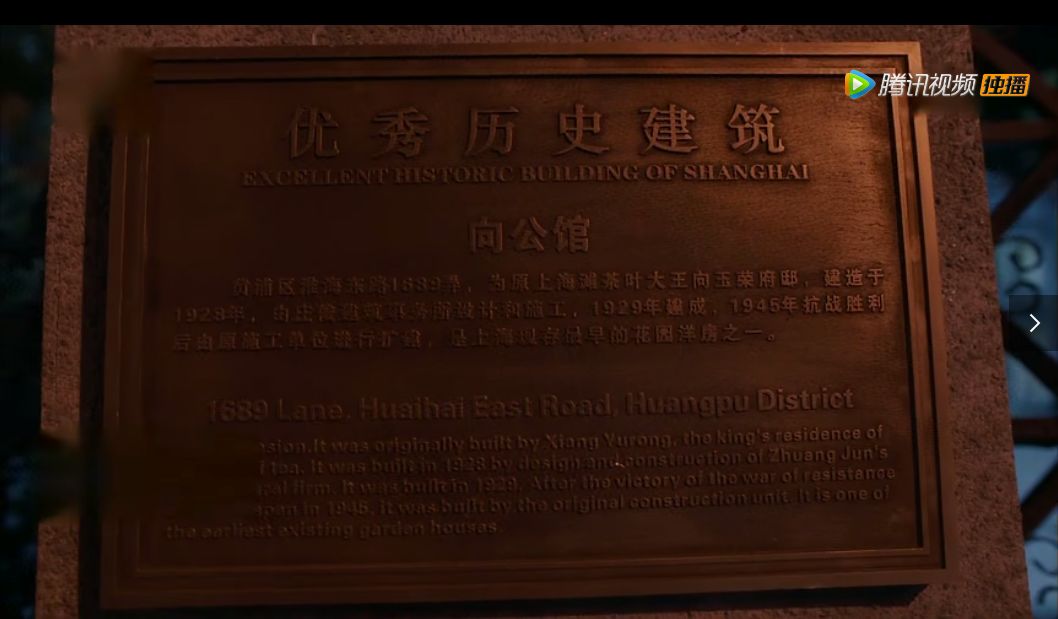 腾讯视频 独播
优秀历史建筑
EXCELLENT HISTORIC BUILDING OF SHANGHAI
向公馆
黄浦区淮海东路1689弄，为原上海滩茶叶大王向玉荣府邸，建造于
1928年，由庄俊建筑事务所设计和施工，1929年建成，1945年抗战胜利
后由原施工单位进行扩建，是上海现存最早的花园洋房之一。
1689 Lane, Huaihai East Road, Huangpu District
sion.It was originally built by Xiang Yurong, the king's residence of
tea. It was built in 1928 by design and construction of Zhuang Jun's
al firm. It was built in 1929. After the victory of the war of resistance
apan in 1945, it was built by the original construction unit. It is one of
the earliest existing garden houses.